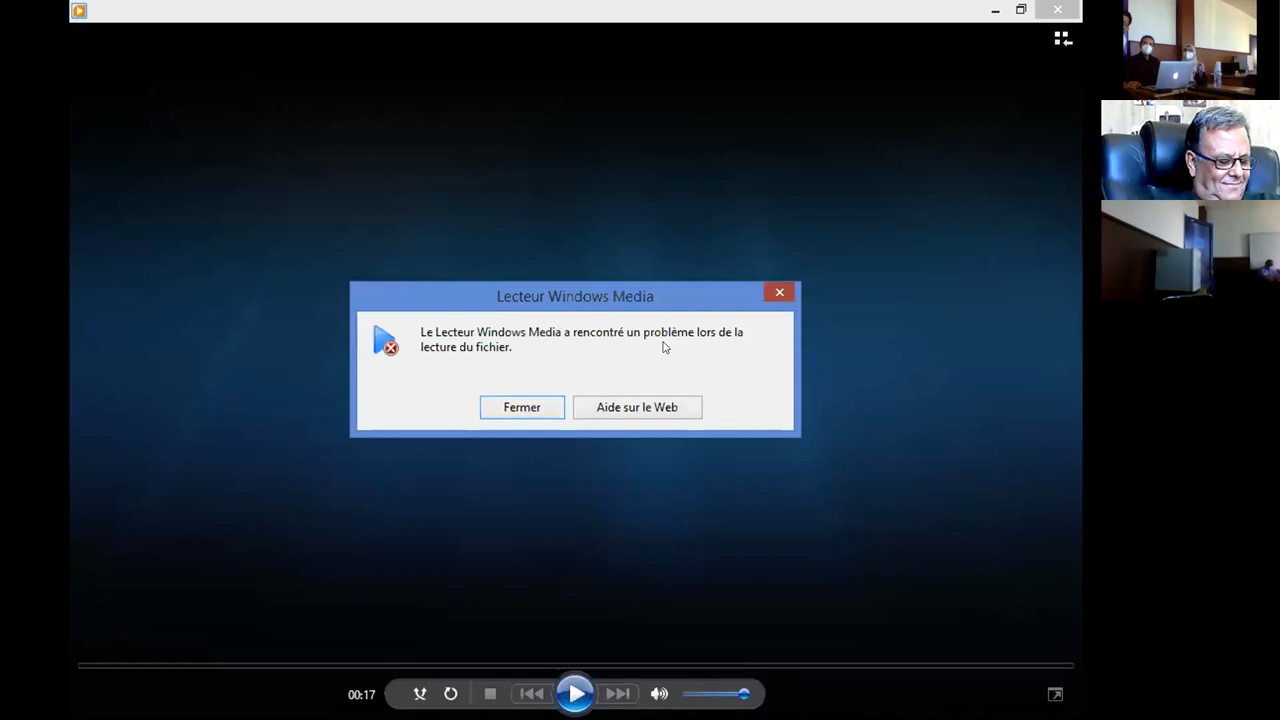 Lecteur Windows Media
Le Lecteur Windows Media a rencontré un problème lors de la
lecture du fichier.
Fermer
Aide sur le Web
00:17